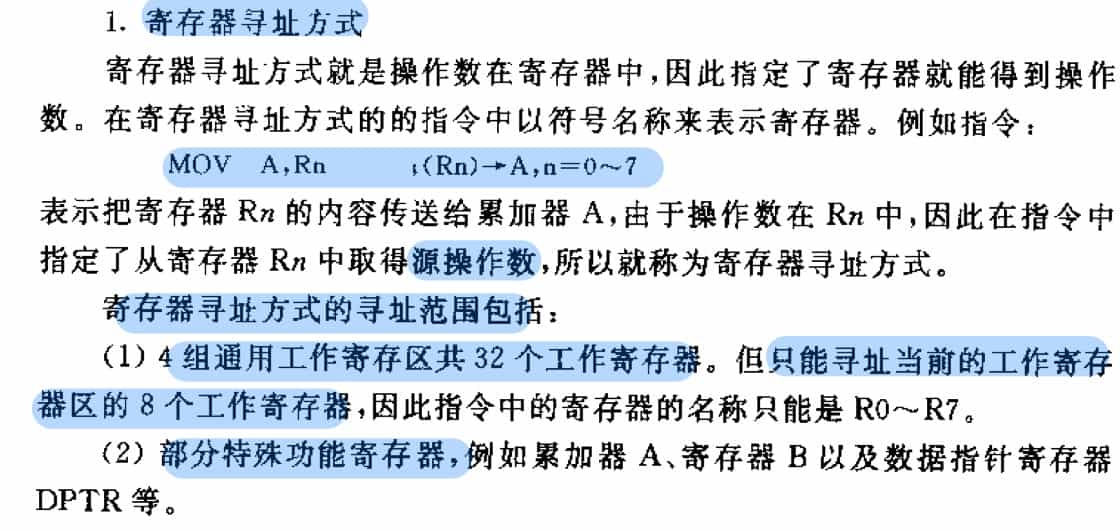 1. 寄存器寻址方式
寄存器寻址方式就是操作数在寄存器中,因此指定了寄存器就能得到操作
数。在寄存器寻址方式的的指令中以符号名称来表示寄存器。例如指令：
MOV A,Rn ;(Rn)→A,n=0～7
表示把寄存器 Rn 的内容传送给累加器 A,由于操作数在 Rn 中,因此在指令中
指定了从寄存器 Rn 中取得源操作数,所以就称为寄存器寻址方式。
寄存器寻址方式的寻址范围包括：
(1) 4 组通用工作寄存区共 32 个工作寄存器。但只能寻址当前的工作寄存
器区的 8 个工作寄存器,因此指令中的寄存器的名称只能是 R0～R7。
(2) 部分特殊功能寄存器,例如累加器 A、寄存器 B 以及数据指针寄存器
DPTR 等。